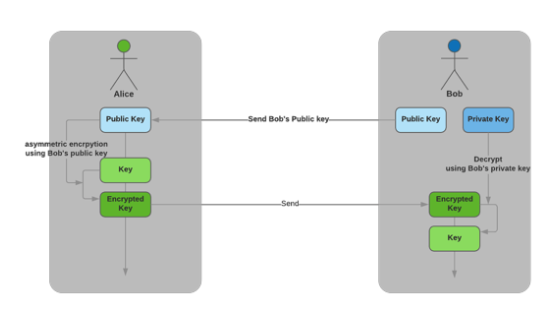 Alice
Bob
Public Key
Send Bob's Public key
Public Key
Private Key
asymmetric encrpytion
using Bob's public key
Key
Decrypt
using Bob's private key
Encrypted
Key
Send
Encrypted
Key
Key